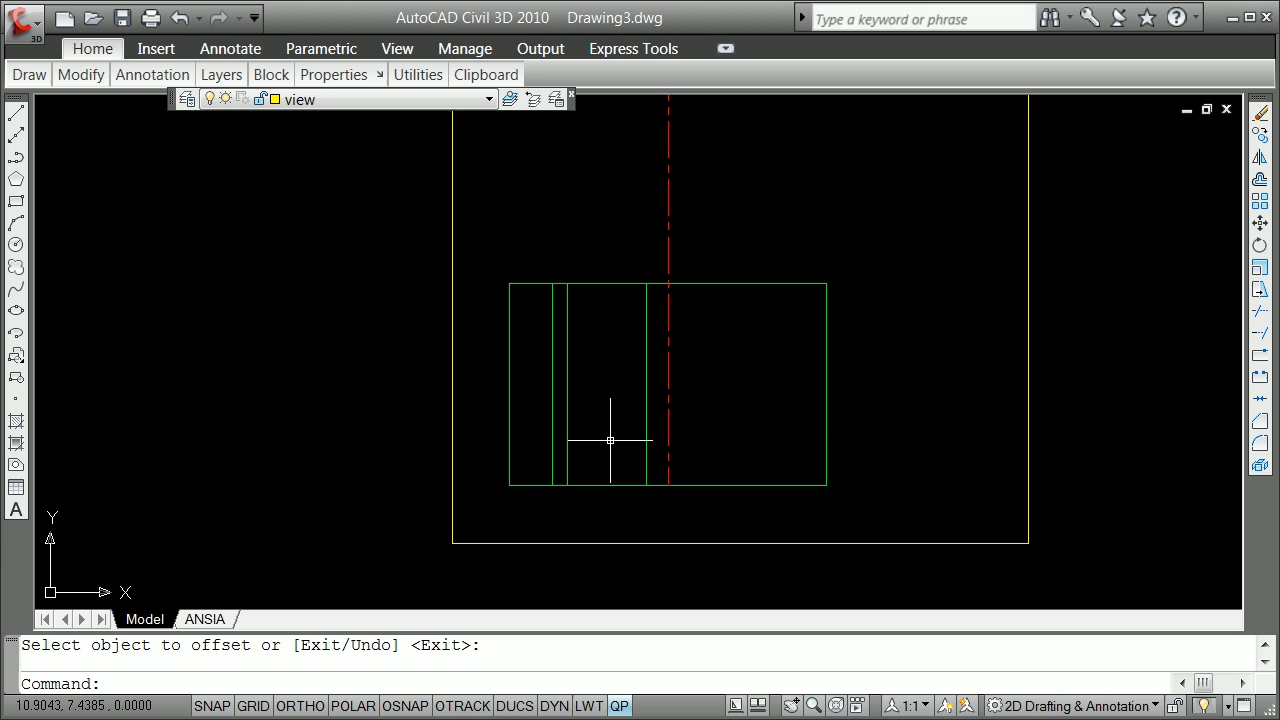 AutoCAD Civil 3D 2010 Drawing3.dwg
Type a keyword or phrase
3D
Home Insert Annotate Parametric View Manage Output Express Tools
Draw Modify Annotation Layers Block Properties Utilities Clipboard
view
A
Y
X
Model ANSIA
Select object to offset or [Exit/Undo] <Exit>:
Command:
10.9043, 7.4385, 0.0000 SNAP GRID ORTHO POLAR OSNAP OTRACK DUCS DYN LWT QP 1:1 2D Drafting & Annotation